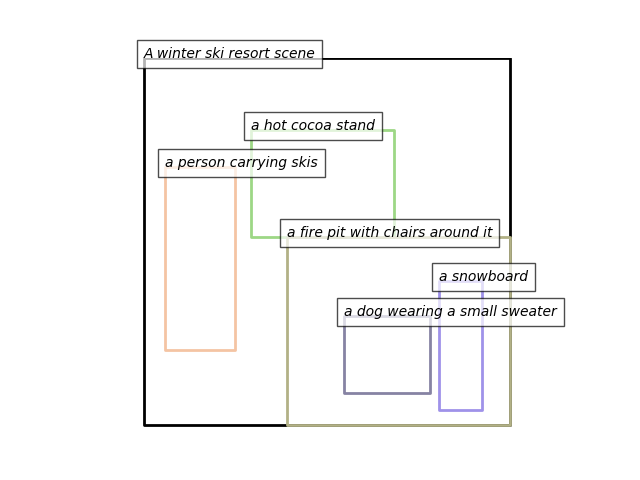 A winter ski resort scene
a hot cocoa stand
a person carrying skis
a fire pit with chairs around it
a snowboard
a dog wearing a small sweater